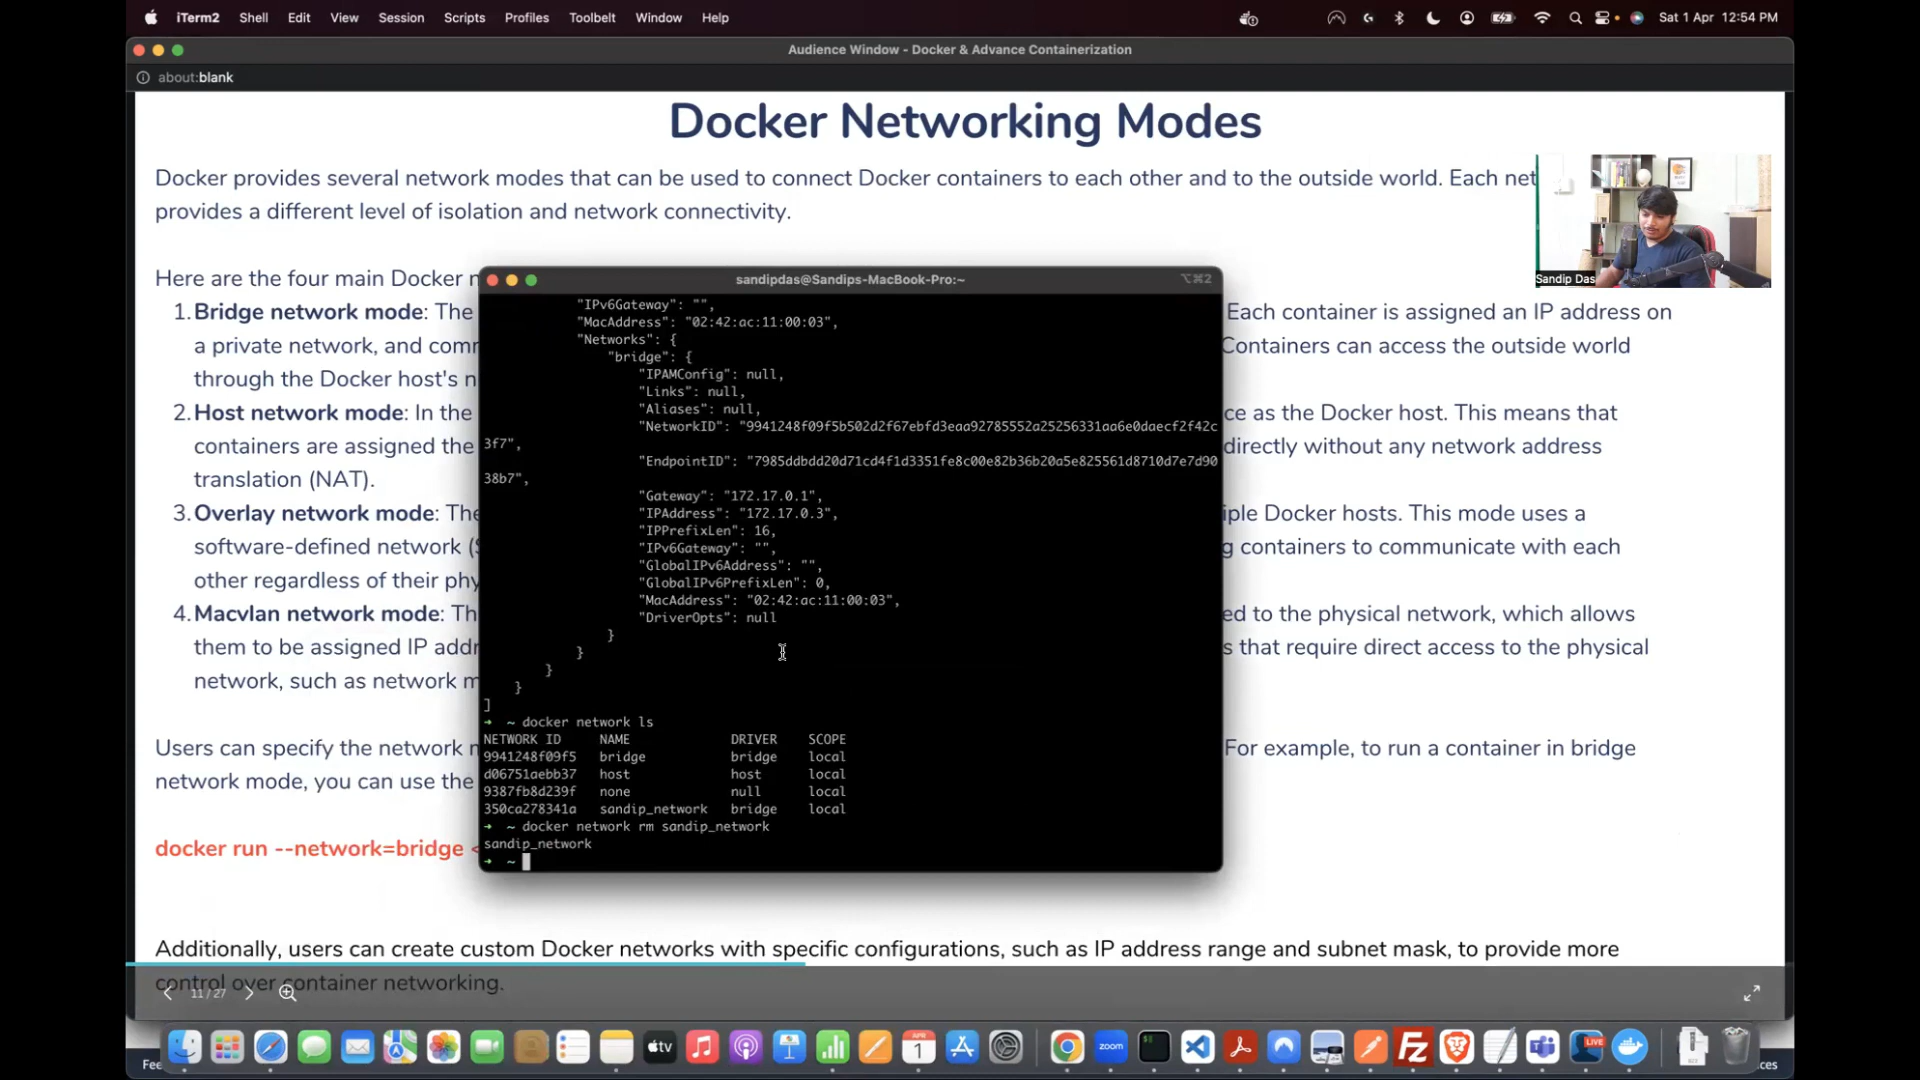 iTerm2 Shell Edit View Session Scripts Profiles Toolbelt Window Help Sat 1 Apr 12:54 PM
Audience Window - Docker & Advance Containerization
about:blank
Docker Networking Modes
Docker provides several network modes that can be used to connect Docker containers to each other and to the outside world. Each net
provides a different level of isolation and network connectivity.
Sandip Das
Here are the four main Docker n
1. Bridge network mode: The
Each container is assigned an IP address on
a private network, and com
Containers can access the outside world
through the Docker host's n
2. Host network mode: In the
ce as the Docker host. This means that
containers are assigned the
directly without any network address
translation (NAT).
3. Overlay network mode: The
iple Docker hosts. This mode uses a
software-defined network (S
g containers to communicate with each
other regardless of their phy
4. Macvlan network mode: Th
ed to the physical network, which allows
them to be assigned IP addr
s that require direct access to the physical
network, such as network m
Users can specify the network n
For example, to run a container in bridge
network mode, you can use the
docker run --network=bridge <
Additionally, users can create custom Docker networks with specific configurations, such as IP address range and subnet mask, to provide more
control over container networking.
sandipdas@Sandips-MacBook-Pro:~
⌥⌘2
"IPv6Gateway": "",
"MacAddress": "02:42:ac:11:00:03",
"Networks": {
"bridge": {
"IPAMConfig": null,
"Links": null,
"Aliases": null,
"NetworkID": "9941248f09f5b502d2f67ebfd3eaa92785552a25256331aa6e0daecf2f42c
3f7",
"EndpointID": "7985ddbdd20d71cd4f1d3351fe8c00e82b36b20a5e825561d8710d7e7d90
38b7",
"Gateway": "172.17.0.1",
"IPAddress": "172.17.0.3",
"IPPrefixLen": 16,
"IPv6Gateway": "",
"GlobalIPv6Address": "",
"GlobalIPv6PrefixLen": 0,
"MacAddress": "02:42:ac:11:00:03",
"DriverOpts": null
}
}
}
}
]
➜ ~ docker network ls
NETWORK ID NAME DRIVER SCOPE
9941248f09f5 bridge bridge local
d06751aebb37 host host local
9387fb8d239f none null local
350ca278341a sandip_network bridge local
➜ ~ docker network rm sandip_network
sandip_network
➜ ~
11 / 27
tv
APR
1
zoom
Fz
LIVE
Fee
ces